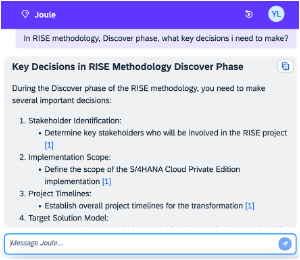 Joule
YL
In RISE methodology, Discover phase, what key decisions i need to make?
Key Decisions in RISE Methodology Discover Phase
During the Discover phase of the RISE methodology, you need to make
several important decisions:
1. Stakeholder Identification:
• Determine key stakeholders who will be involved in the RISE project
[1]
2. Implementation Scope:
• Define the scope of the S/4HANA Cloud Private Edition
implementation [1]
3. Project Timelines:
• Establish overall project timelines for the transformation [1]
4. Target Solution Model:
Message Joule...